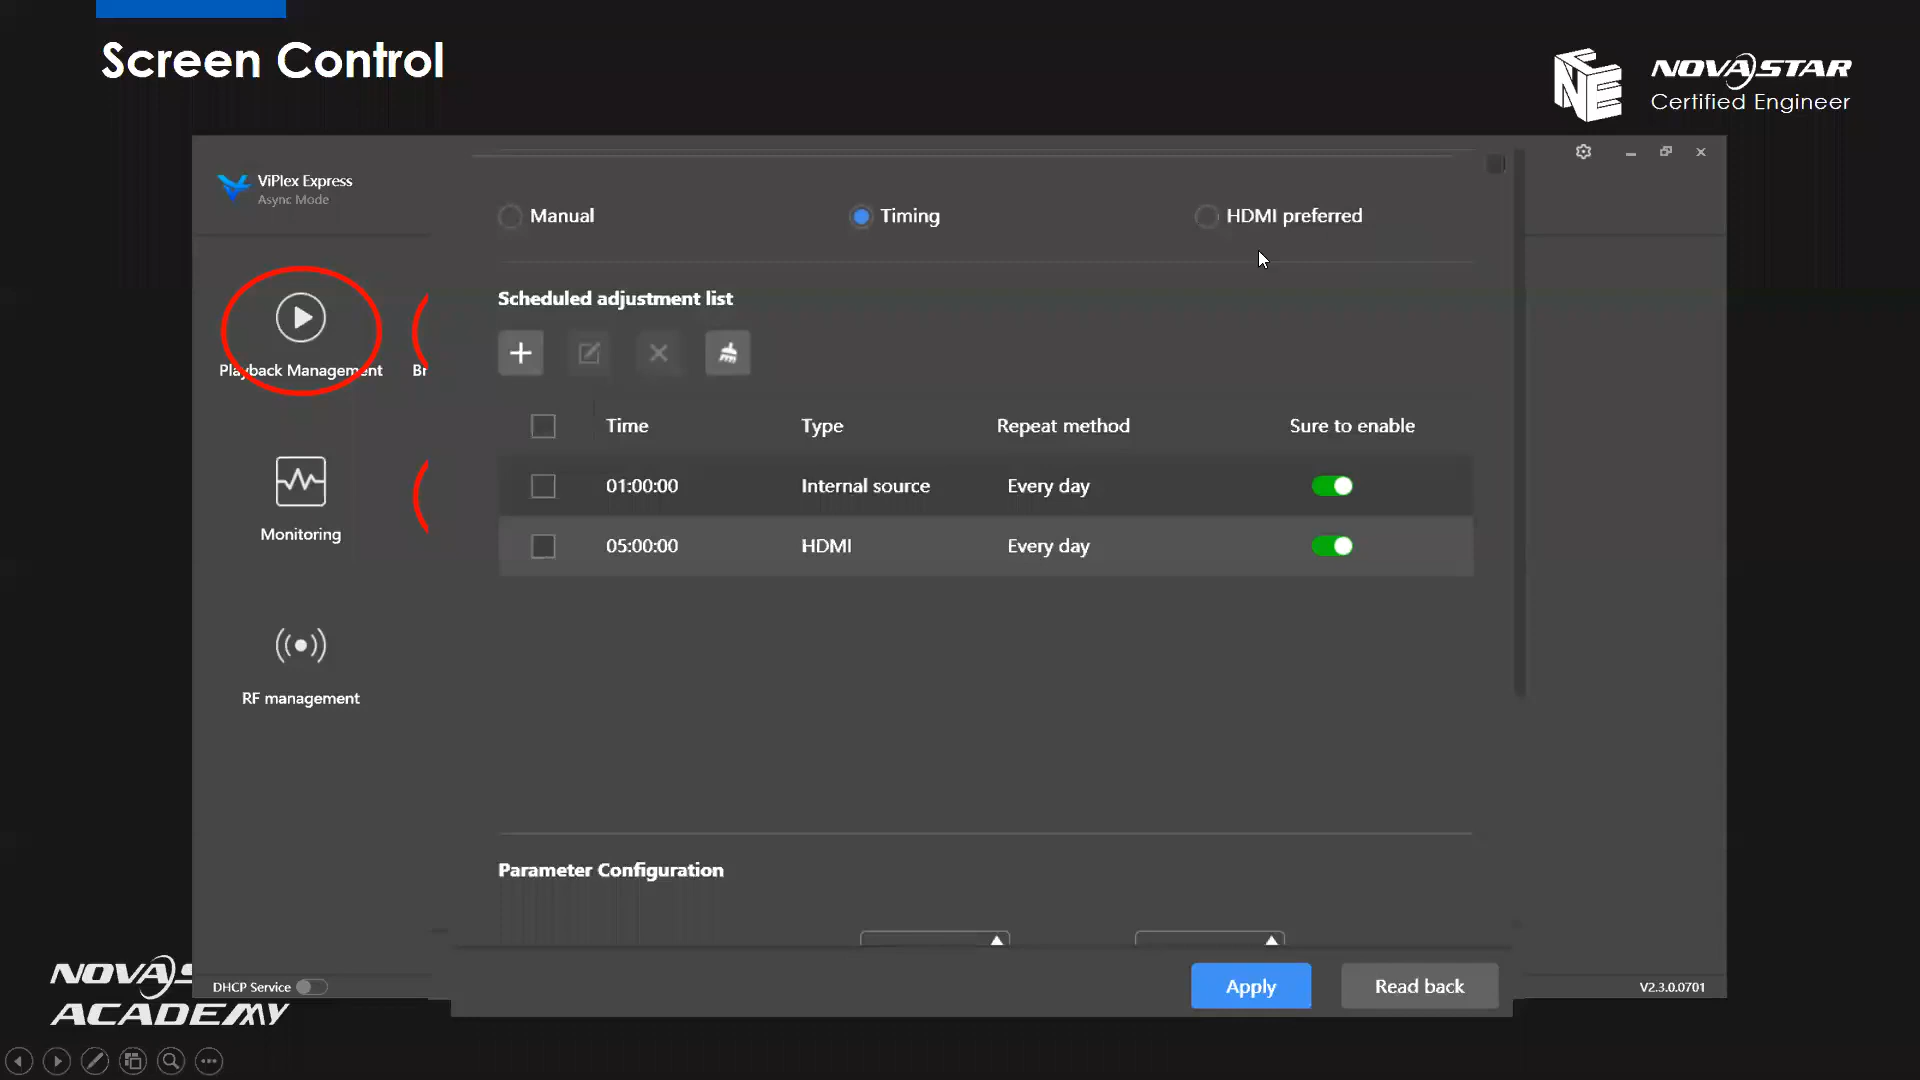 Screen Control
NOVASTAR
Certified Engineer
ViPlex Express
Async Mode
Manual
Timing
HDMI preferred
Scheduled adjustment list
Playback Management
Br
Time Type Repeat method Sure to enable
01:00:00 Internal source Every day
05:00:00 HDMI Every day
Monitoring
RF management
Parameter Configuration
NOVAS
ACADEMY
DHCP Service
Apply
Read back
V2.3.0.0701